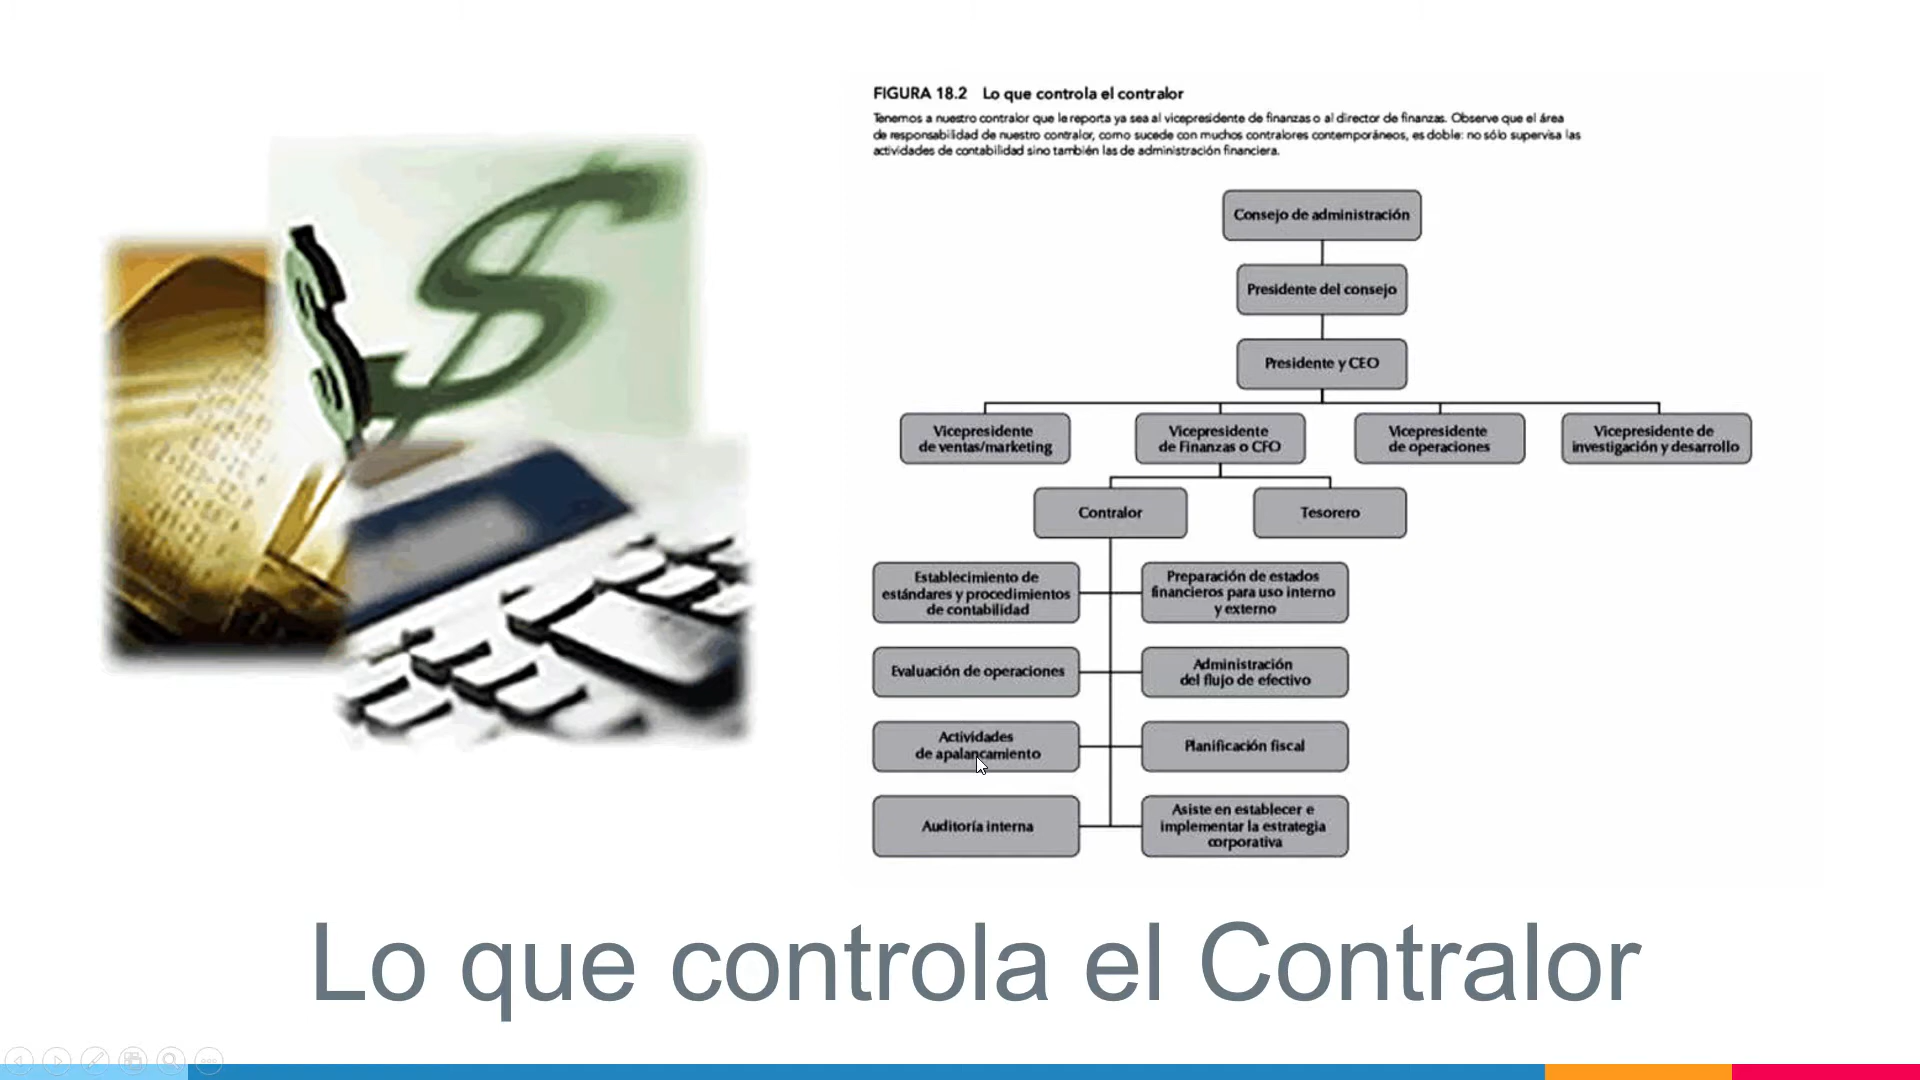 FIGURA 18.2 Lo que controla el contralor
Tenemos a nuestro contralor que le reporta ya sea al vicepresidente de finanzas o al director de finanzas. Observe que el área
de responsabilidad de nuestro contralor, como sucede con muchos contralores contemporáneos, es doble: no sólo supervisa las
actividades de contabilidad sino también las de administración financiera.
Consejo de administración
Presidente del consejo
Presidente y CEO
Vicepresidente
de ventas/marketing
Vicepresidente
de Finanzas o CFO
Vicepresidente
de operaciones
Vicepresidente de
investigación y desarrollo
Contralor
Tesorero
Establecimiento de
estándares y procedimientos
de contabilidad
Preparación de estados
financieros para uso interno
y externo
Evaluación de operaciones
Administración
del flujo de efectivo
Actividades
de apalancamiento
Planificación fiscal
Auditoría interna
Asiste en establecer e
implementar la estrategia
corporativa
Lo que controla el Contralor